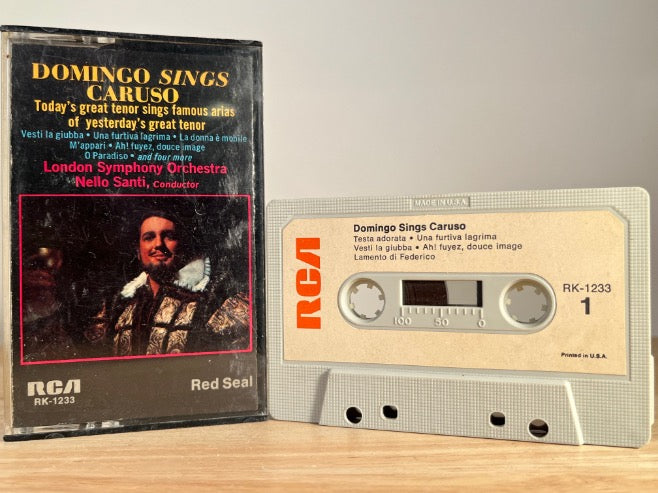 DOMINGO SINGS
CARUSO
Today's great tenor sings famous arias
of yesterday's great tenor
Vesti la giubba • Una furtiva lagrima • La donna è mobile
M'appari • Ah! fuyez, douce image
O Paradiso • and four more
London Symphony Orchestra
Nello Santi, Conductor
RCA
RK-1233
Red Seal
MADE IN U.S.A.
Domingo Sings Caruso
Testa adorata • Una furtiva lagrima
Vesti la giubba • Ah! fuyez, douce image
Lamento di Federico
RCA
RK-1233
1
100 50 0
Printed in U.S.A.